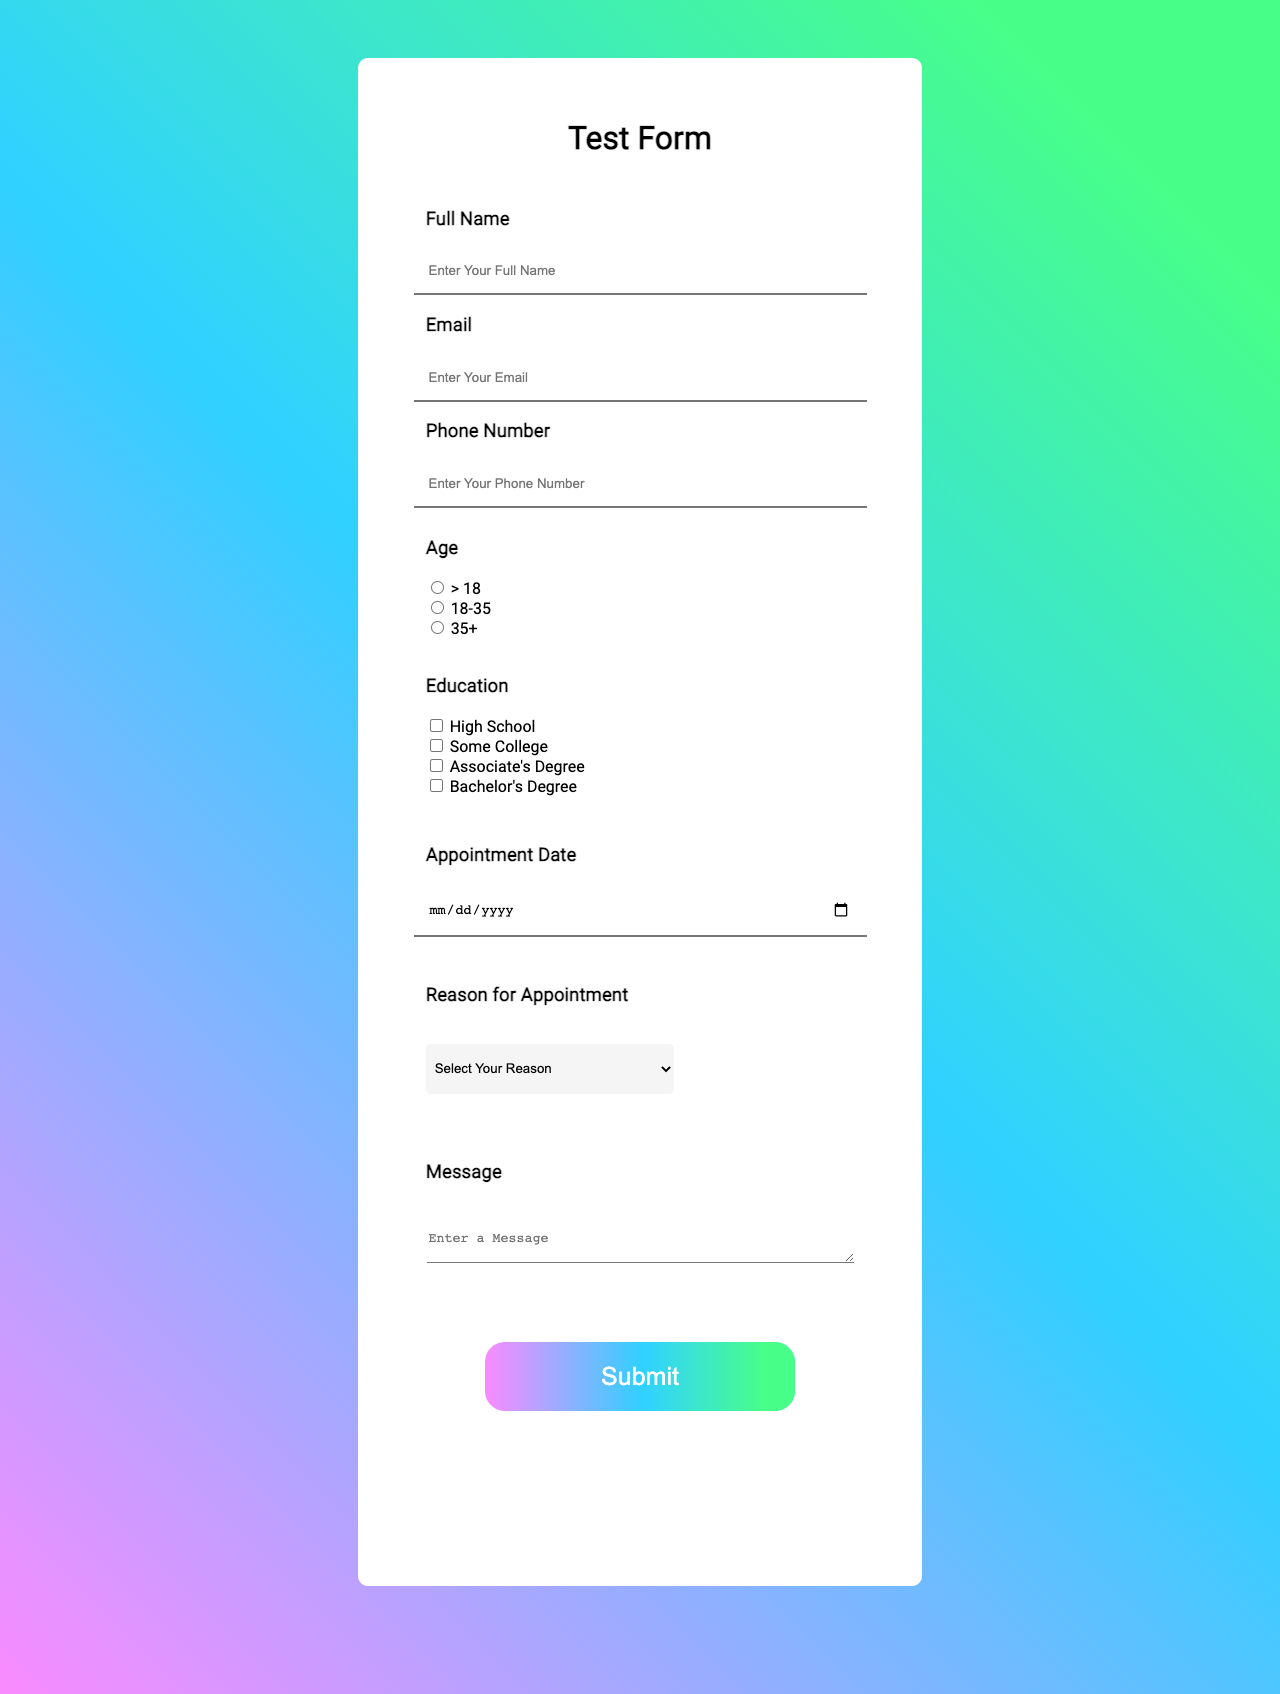 Test Form
Full Name
Enter Your Full Name
Email
Enter Your Email
Phone Number
Enter Your Phone Number
Age
> 18
18-35
35+
Education
High School
Some College
Associate's Degree
Bachelor's Degree
Appointment Date
mm/dd/yyyy
Reason for Appointment
Select Your Reason
Message
Enter a Message
Submit